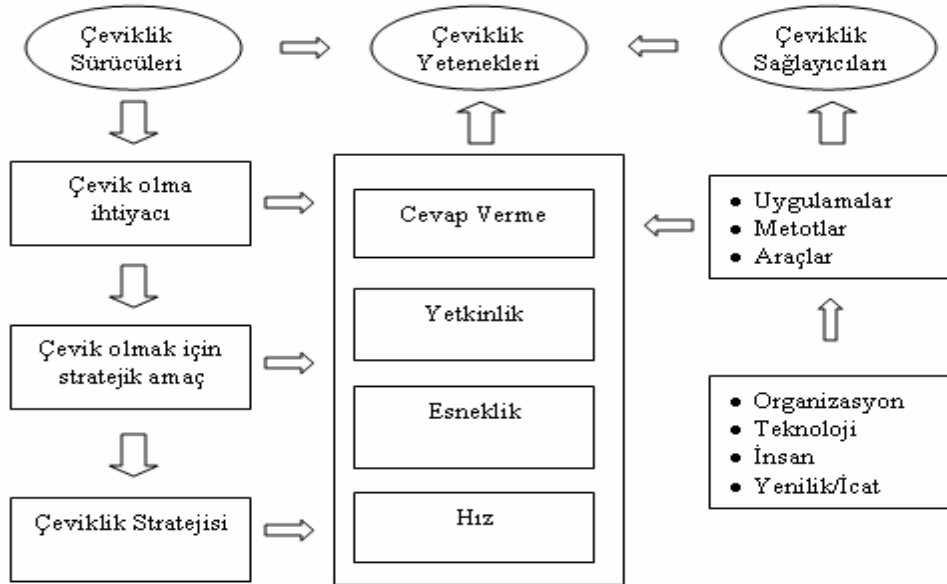 Çeviklik
Sürücüleri
Çeviklik
Yetenekleri
Çeviklik
Sağlayıcıları
Çevik olma
ihtiyacı
Çevik olmak için
stratejik amaç
Çeviklik Stratejisi
Cevap Verme
Yetkinlik
Esneklik
Hız
● Uygulamalar
● Metotlar
● Araçlar
● Organizasyon
● Teknoloji
● İnsan
● Yenilik/İcat